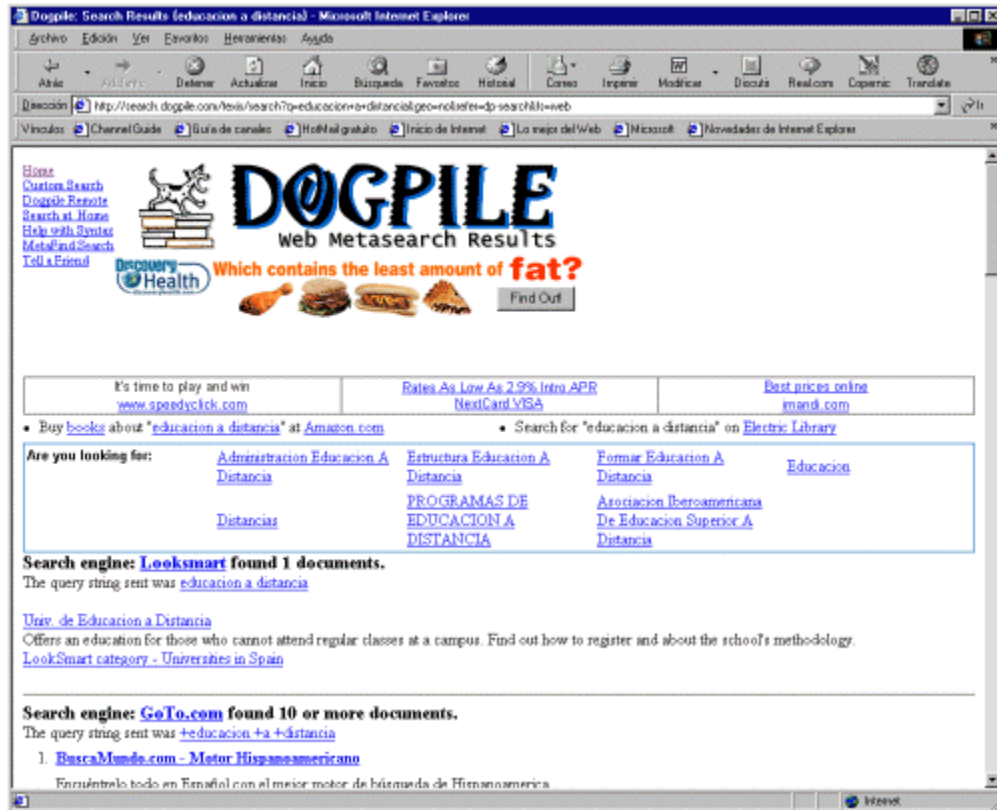 Dogpile: Search Results (educacion a distancia) - Microsoft Internet Explorer
Archivo Edición Ver Favoritos Herramientas Ayuda
Atrás Adelante Detener Actualizar Inicio Búsqueda Favoritos Historial Correo Imprimir Modificar Discutir Real.com Copernic Translate
Dirección http://search.dogpile.com/texis/search?q=educacion+a+distancia&geo=no&refer=dp-search&fs=web Ir
Vínculos Channel Guide Guía de canales HotMail gratuito Inicio de Internet Lo mejor del Web Microsoft Novedades de Internet Explorer
Home
Custom Search
Dogpile Remote
Search at Home
Help with Syntax
MetaFind Search
Tell a Friend
DOGPILE
Web Metasearch Results
Discovery Health
Which contains the least amount of fat?
Find Out!
It's time to play and win
www.speedyclick.com
Rates As Low As 2.9% Intro APR
NextCard VISA
Best prices online
imandi.com
• Buy books about "educacion a distancia" at Amazon.com
• Search for "educacion a distancia" on Electric Library
Are you looking for:
Administracion Educacion A Distancia
Estructura Educacion A Distancia
Formar Educacion A Distancia
Educacion
Distancias
PROGRAMAS DE EDUCACION A DISTANCIA
Asociacion Iberoamericana De Educacion Superior A Distancia
Search engine: Looksmart found 1 documents.
The query string sent was educacion a distancia
Univ. de Educacion a Distancia
Offers an education for those who cannot attend regular classes at a campus. Find out how to register and about the school's methodology.
LookSmart category - Universities in Spain
Search engine: GoTo.com found 10 or more documents.
The query string sent was +educacion +a +distancia
1. BuscaMundo.com - Motor Hispanoamericano
Encuéntrelo todo en Español con el mejor motor de búsqueda de Hispanoamerica
Internet